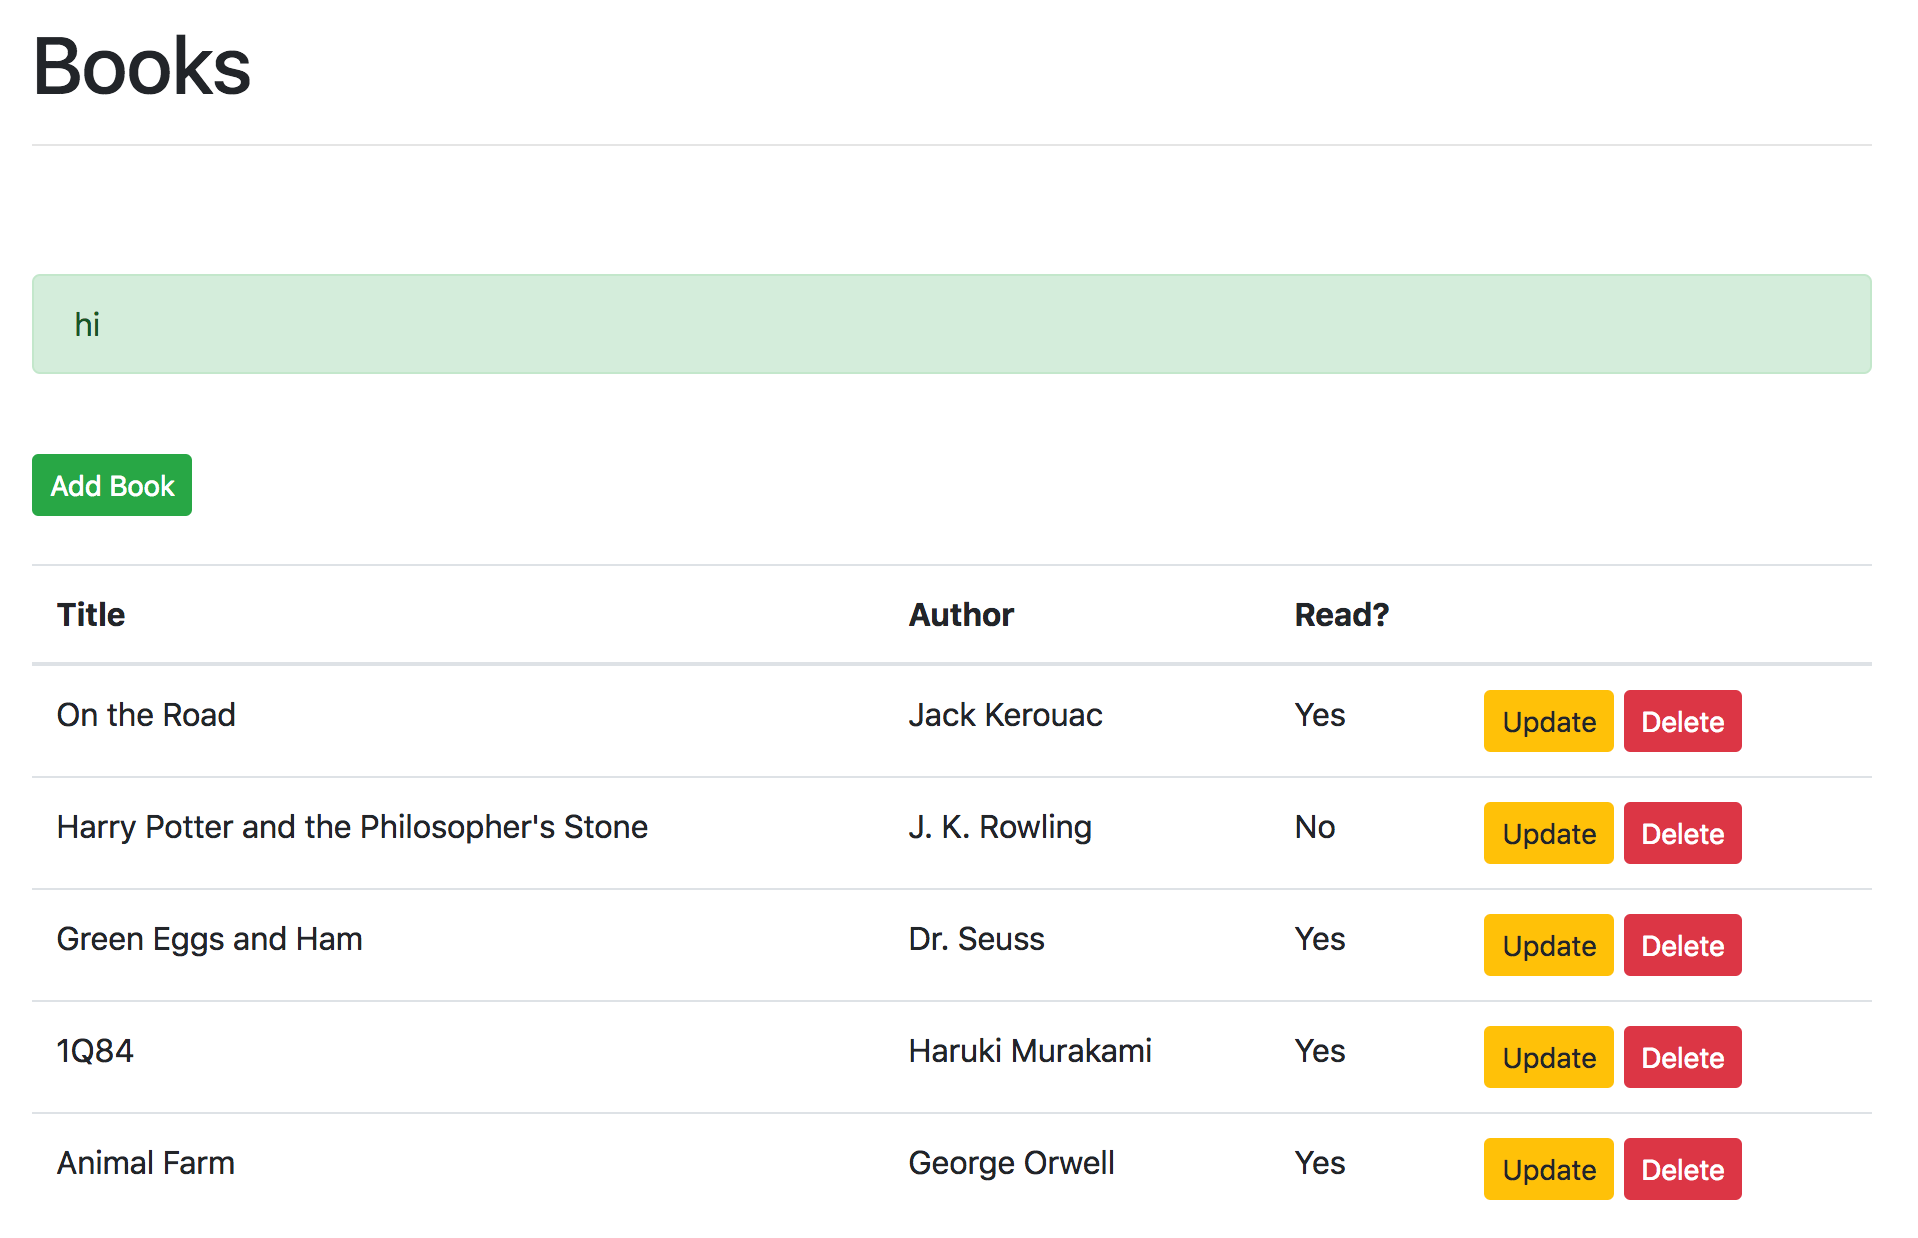 Books
hi
Add Book
Title Author Read?
On the Road Jack Kerouac Yes Update Delete
Harry Potter and the Philosopher's Stone J. K. Rowling No Update Delete
Green Eggs and Ham Dr. Seuss Yes Update Delete
1Q84 Haruki Murakami Yes Update Delete
Animal Farm George Orwell Yes Update Delete